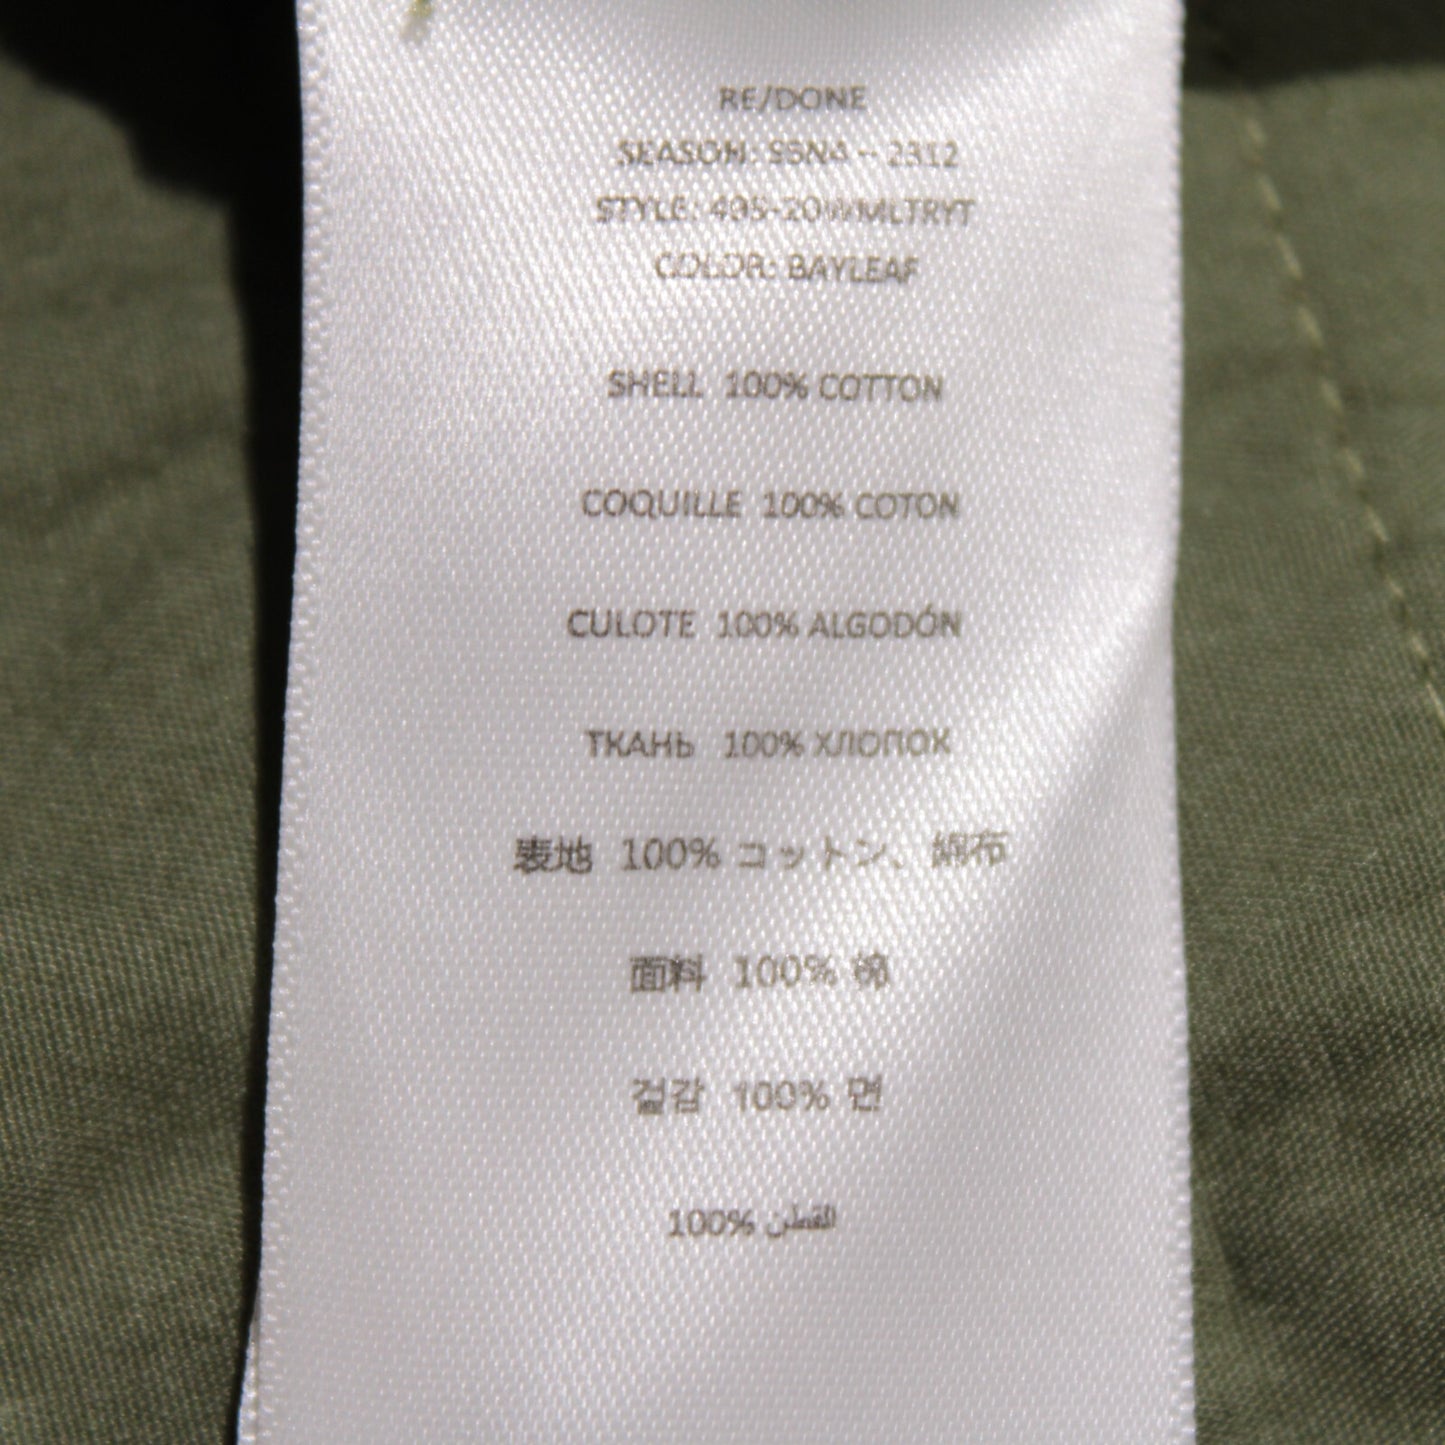 RE/DONE
SEASON: SSNA – 2312
STYLE: 495-20WMLTRYT
COLOR: BAYLEAF
SHELL 100% COTTON
COQUILLE 100% COTON
CULOTE 100% ALGODÓN
ТКАНЬ 100% ХЛОПОК
表地 100% コットン、綿布
面料 100% 棉
겉감 100% 면
100% القطن